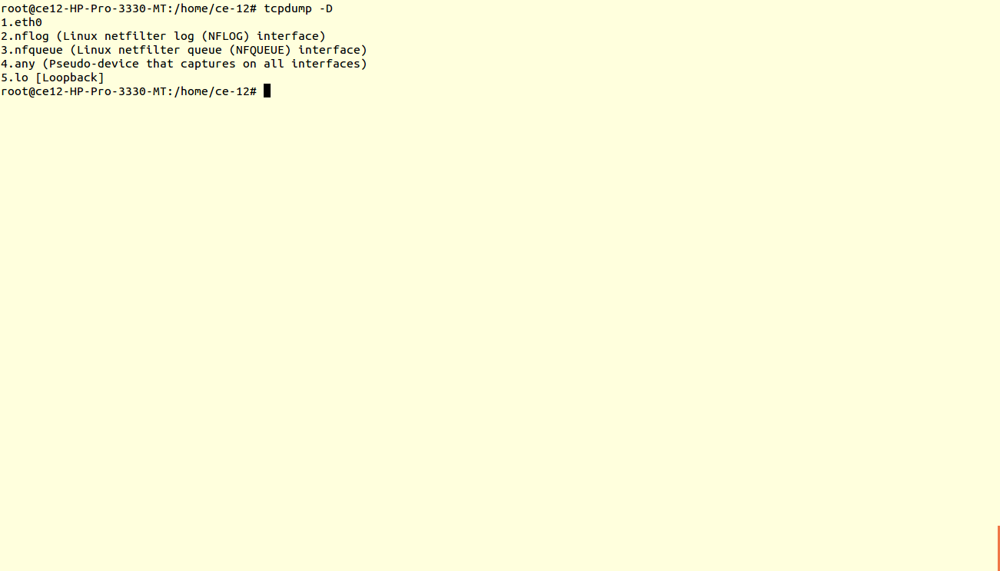 root@ce12-HP-Pro-3330-MT:/home/ce-12# tcpdump -D
1.eth0
2.nflog (Linux netfilter log (NFLOG) interface)
3.nfqueue (Linux netfilter queue (NFQUEUE) interface)
4.any (Pseudo-device that captures on all interfaces)
5.lo [Loopback]
root@ce12-HP-Pro-3330-MT:/home/ce-12#